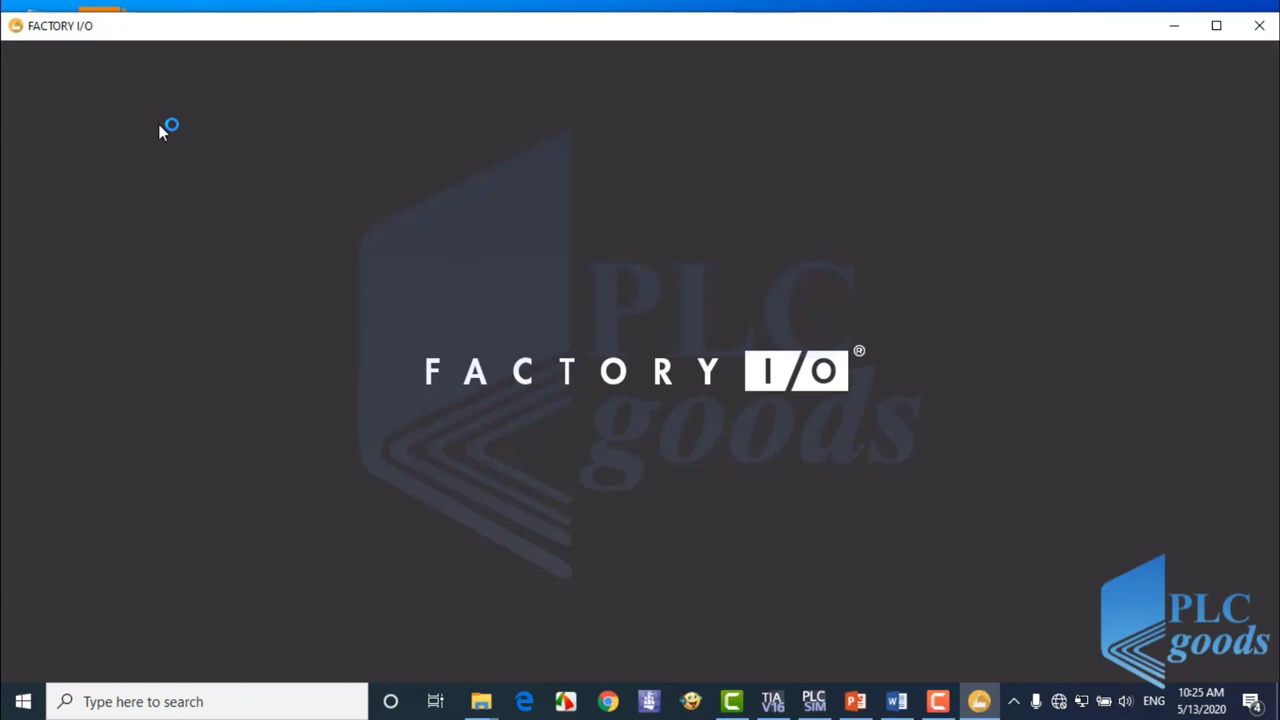 FACTORY I/O
PLC
goods
FACTORY I/O®
PLC
goods
Type here to search
TIA
V16
PLC
SIM
ENG
10:25 AM
5/13/2020
4